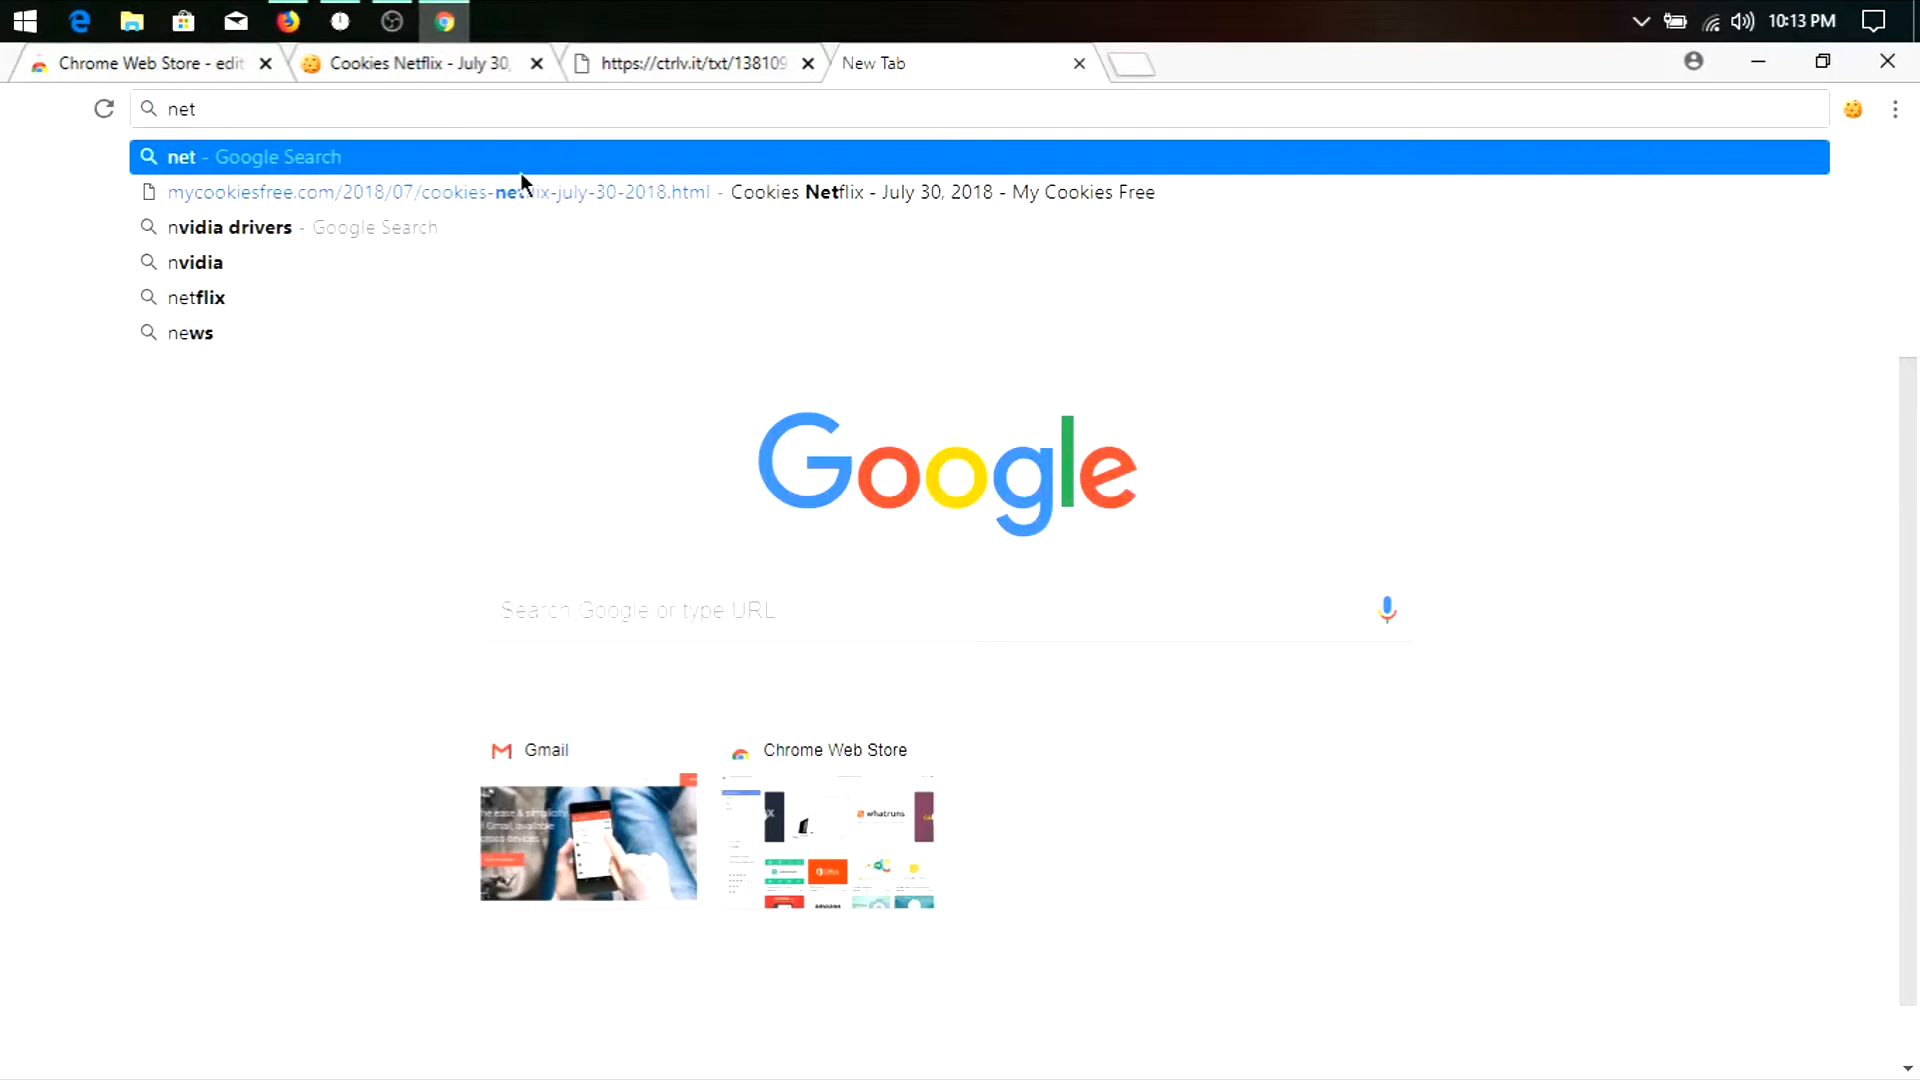 10:13 PM
Chrome Web Store - edit
Cookies Netflix - July 30,
https://ctrlv.it/txt/138109
New Tab
net
net - Google Search
mycookiesfree.com/2018/07/cookies-netflix-july-30-2018.html - Cookies Netflix - July 30, 2018 - My Cookies Free
nvidia drivers - Google Search
nvidia
netflix
news
Google
Search Google or type URL
Gmail
Chrome Web Store
whatruns
Office